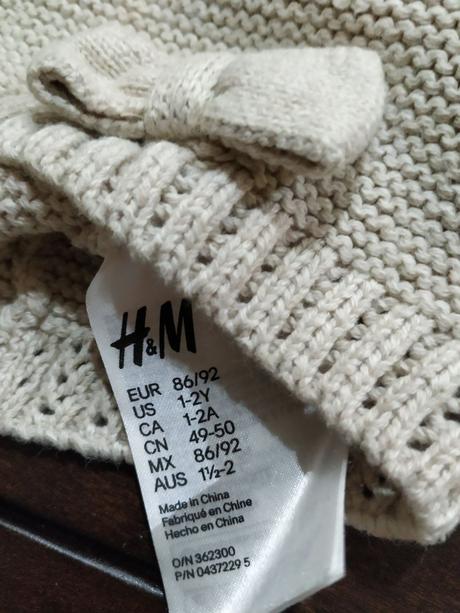 H&M
EUR 86/92
US 1-2Y
CA 1-2A
CN 49-50
MX 86/92
AUS 1½-2
Made in China
Fabriqué en Chine
Hecho en China
O/N 362300
P/N 0437229 5